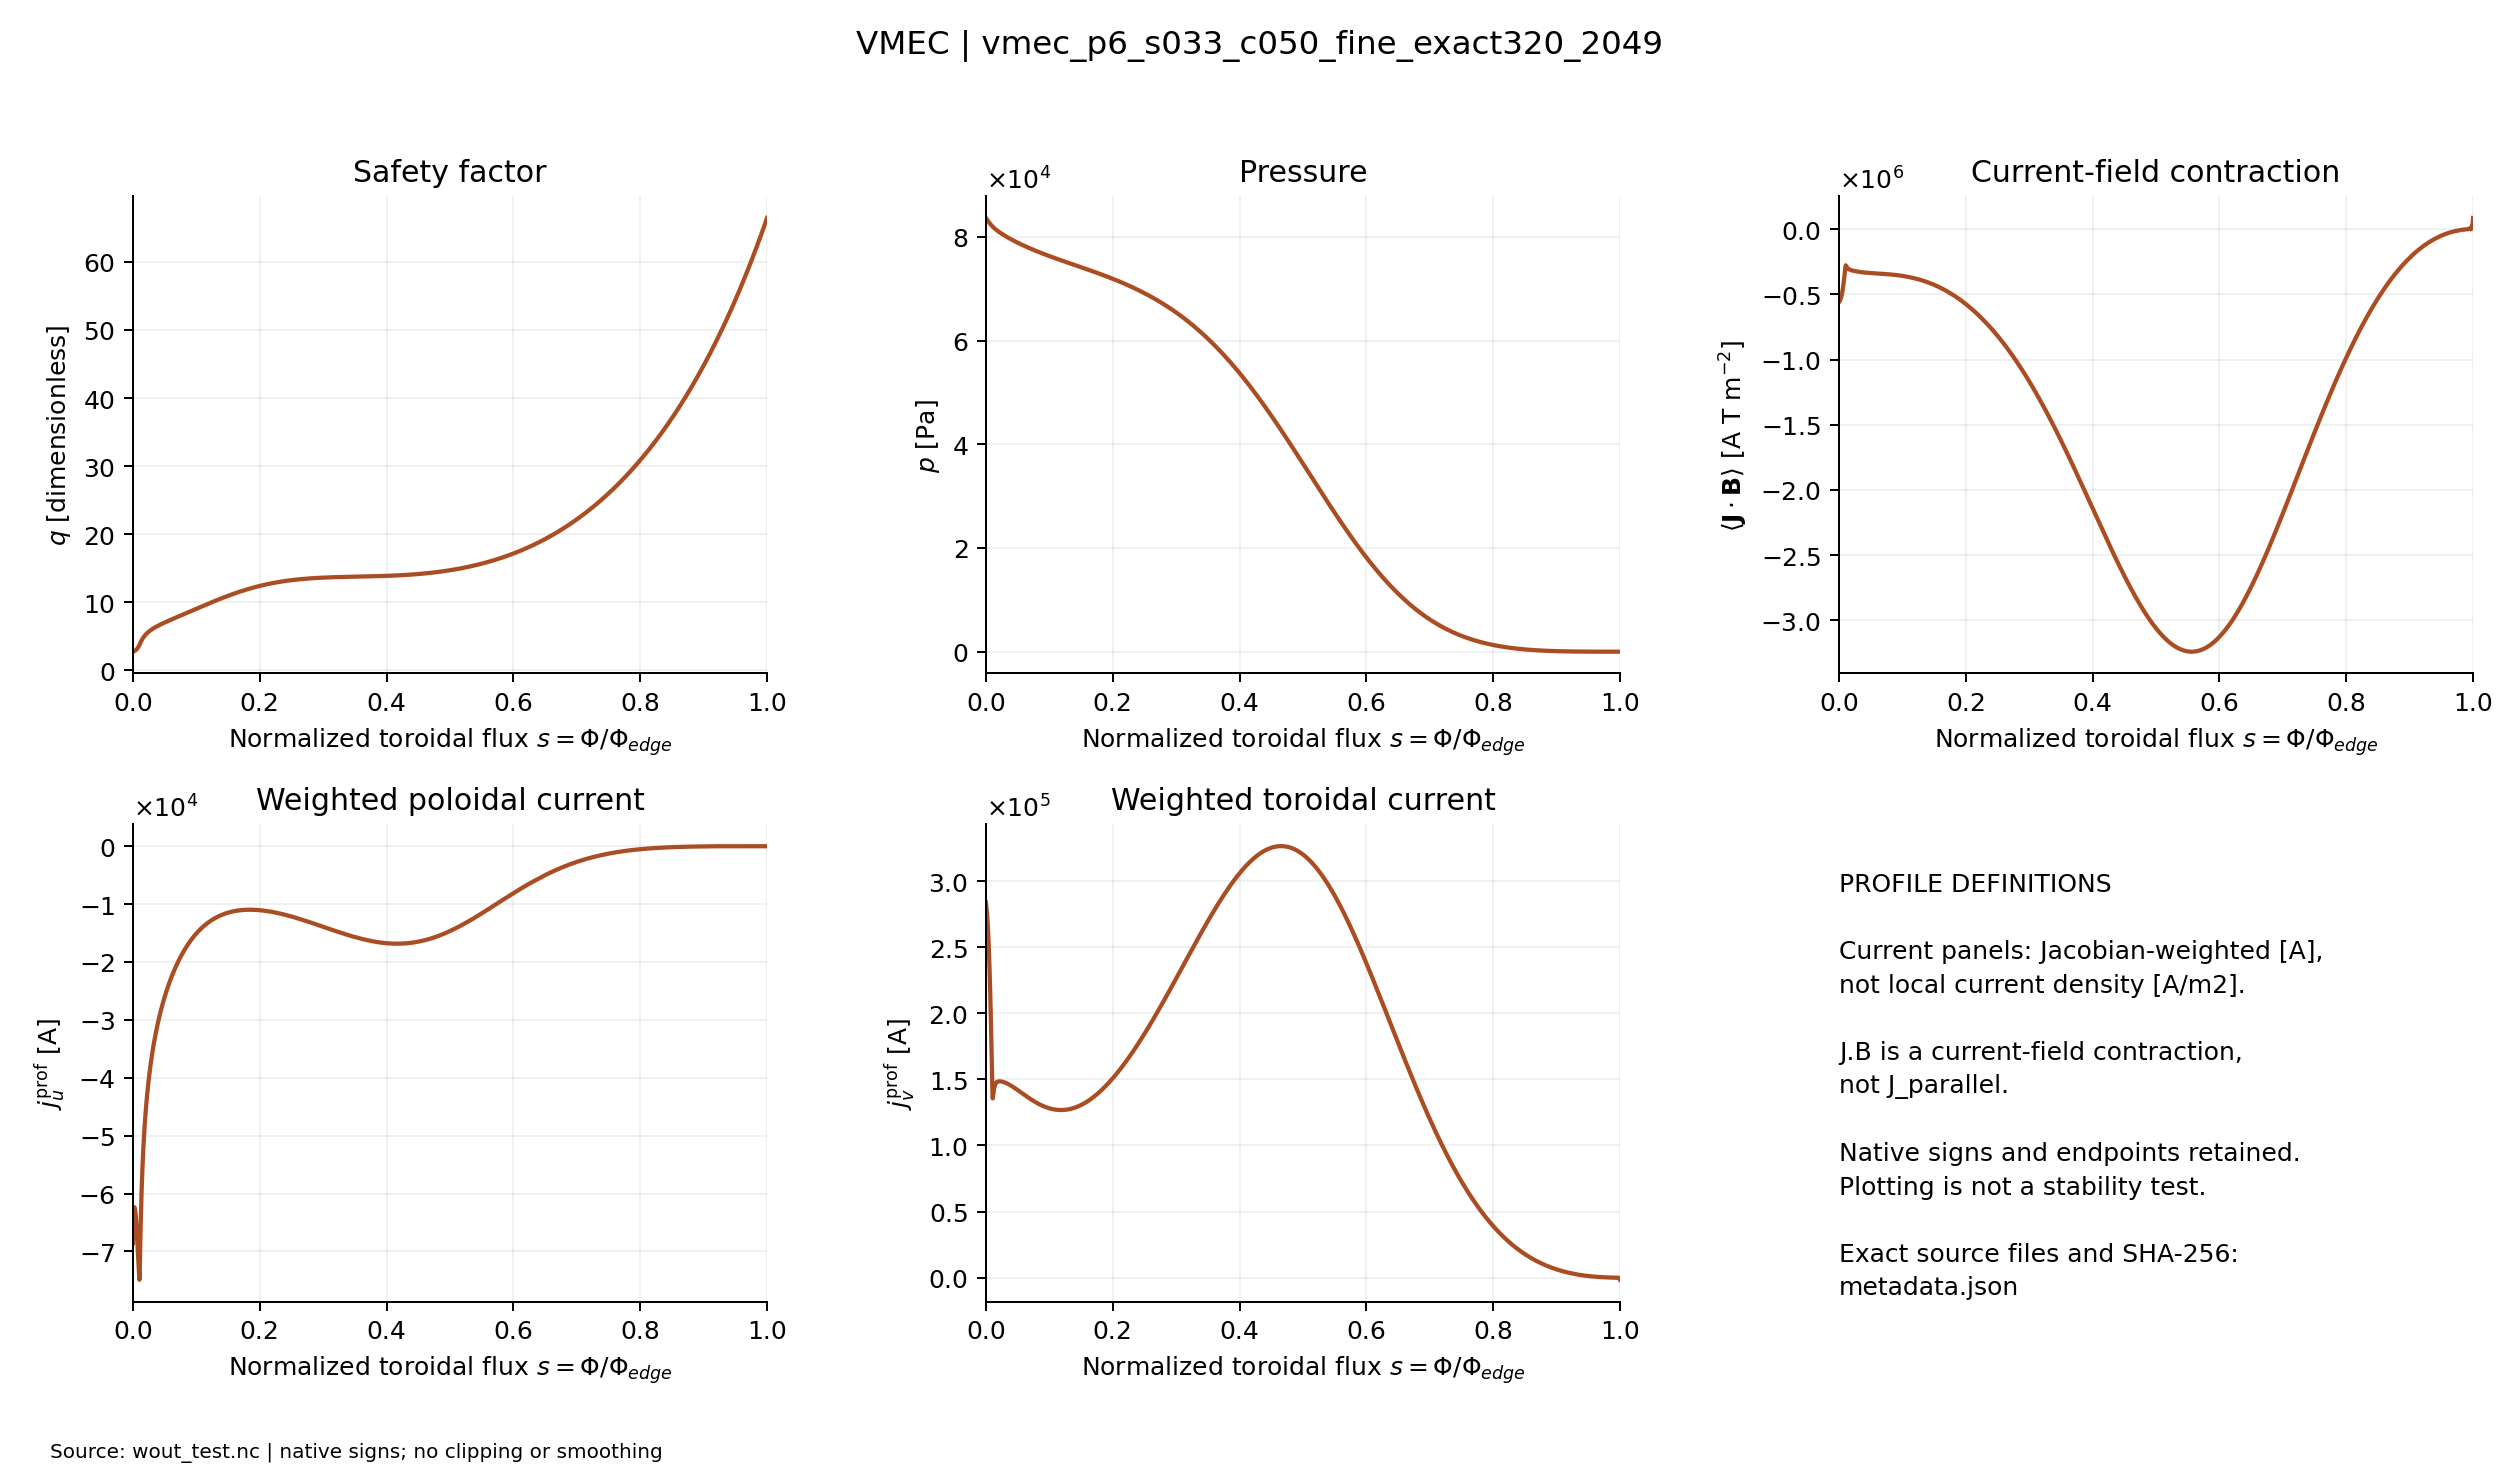 VMEC | vmec_p6_s033_c050_fine_exact320_2049
Safety factor
q [dimensionless]
60
50
40
30
20
10
0
0.0 0.2 0.4 0.6 0.8 1.0
Normalized toroidal flux s = Φ/Φ_edge
Pressure
×10⁴
p [Pa]
8
6
4
2
0
0.0 0.2 0.4 0.6 0.8 1.0
Normalized toroidal flux s = Φ/Φ_edge
Current-field contraction
×10⁶
⟨J · B⟩ [A T m⁻²]
0.0
−0.5
−1.0
−1.5
−2.0
−2.5
−3.0
0.0 0.2 0.4 0.6 0.8 1.0
Normalized toroidal flux s = Φ/Φ_edge
Weighted poloidal current
×10⁴
j_u^prof [A]
0
−1
−2
−3
−4
−5
−6
−7
0.0 0.2 0.4 0.6 0.8 1.0
Normalized toroidal flux s = Φ/Φ_edge
Weighted toroidal current
×10⁵
j_v^prof [A]
3.0
2.5
2.0
1.5
1.0
0.5
0.0
0.0 0.2 0.4 0.6 0.8 1.0
Normalized toroidal flux s = Φ/Φ_edge
PROFILE DEFINITIONS
Current panels: Jacobian-weighted [A],
not local current density [A/m2].
J.B is a current-field contraction,
not J_parallel.
Native signs and endpoints retained.
Plotting is not a stability test.
Exact source files and SHA-256:
metadata.json
Source: wout_test.nc | native signs; no clipping or smoothing